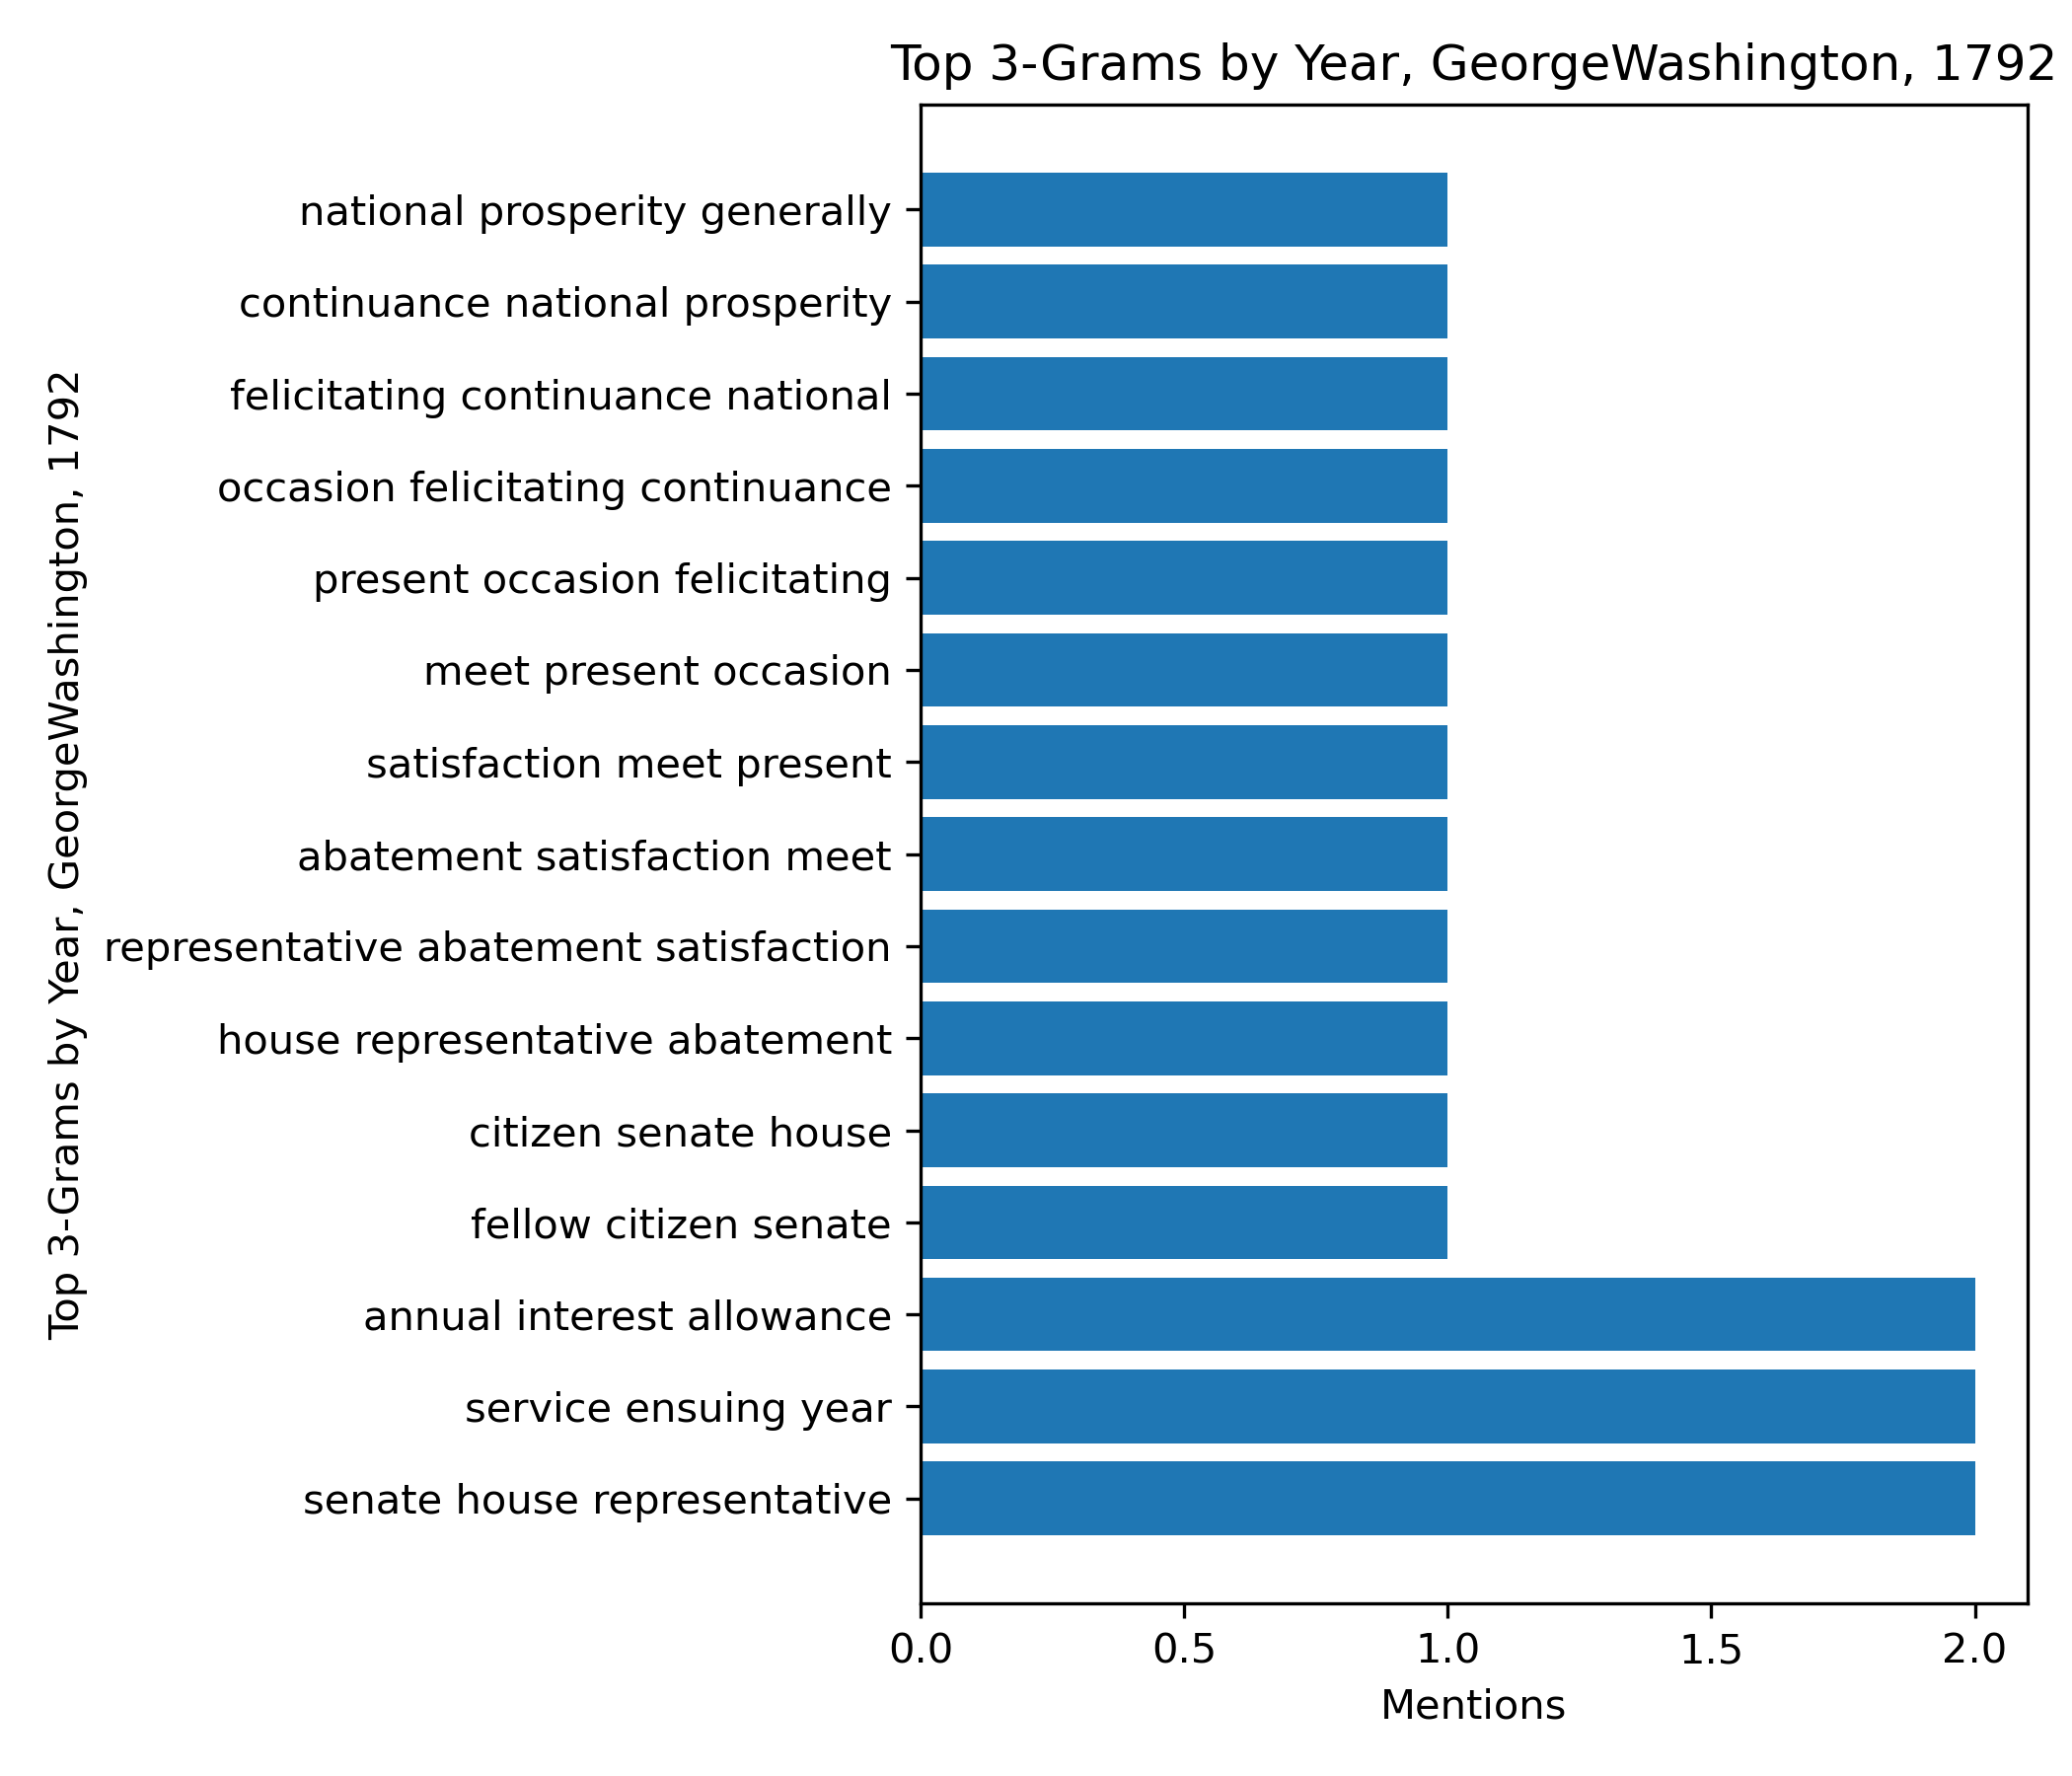 Top 3-Grams by Year, GeorgeWashington, 1792
Top 3-Grams by Year, GeorgeWashington, 1792
national prosperity generally
continuance national prosperity
felicitating continuance national
occasion felicitating continuance
present occasion felicitating
meet present occasion
satisfaction meet present
abatement satisfaction meet
representative abatement satisfaction
house representative abatement
citizen senate house
fellow citizen senate
annual interest allowance
service ensuing year
senate house representative
0.0 0.5 1.0 1.5 2.0
Mentions